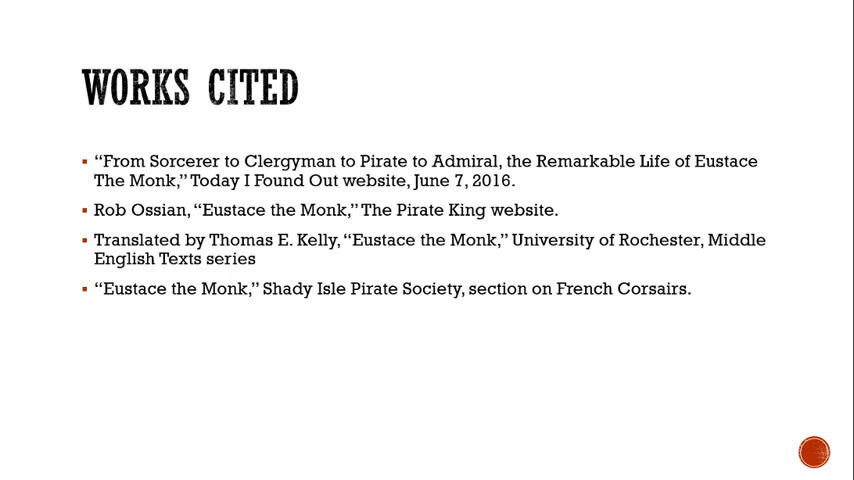 WORKS CITED
“From Sorcerer to Clergyman to Pirate to Admiral, the Remarkable Life of Eustace
The Monk,” Today I Found Out website, June 7, 2016.
Rob Ossian, “Eustace the Monk,” The Pirate King website.
Translated by Thomas E. Kelly, “Eustace the Monk,” University of Rochester, Middle
English Texts series
“Eustace the Monk,” Shady Isle Pirate Society, section on French Corsairs.